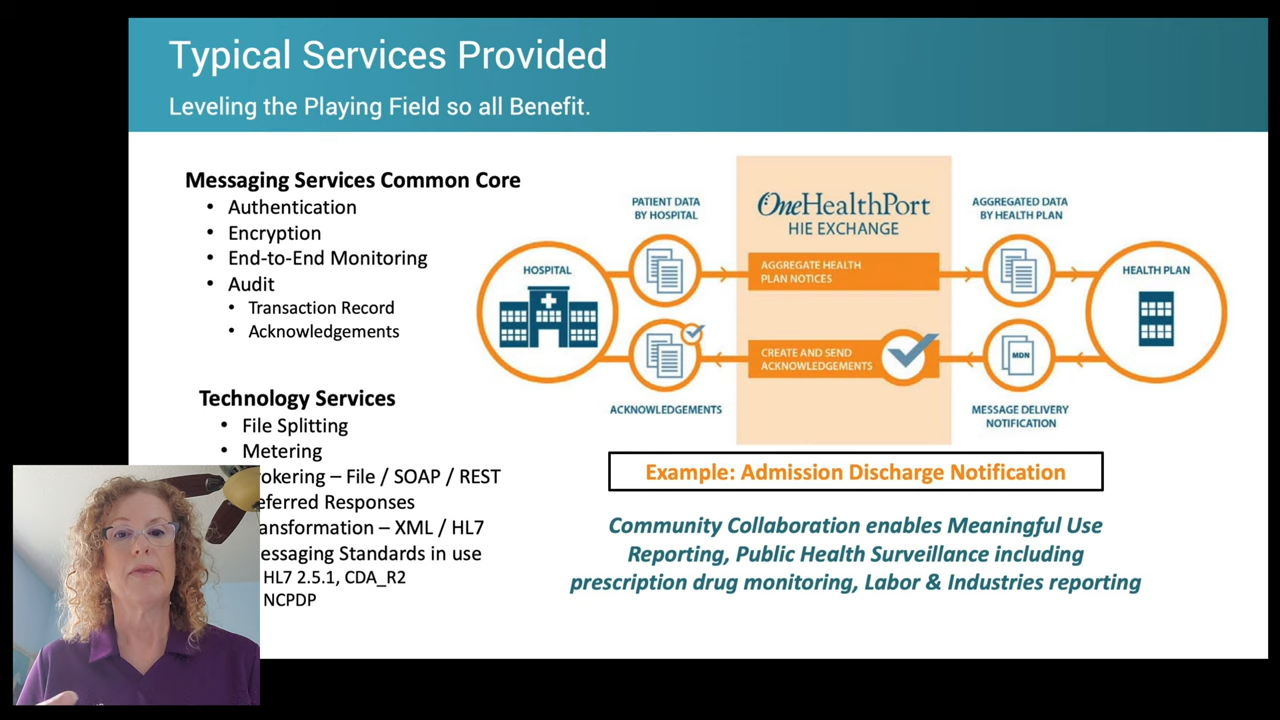 Typical Services Provided
Leveling the Playing Field so all Benefit.
Messaging Services Common Core
• Authentication
• Encryption
• End-to-End Monitoring
• Audit
• Transaction Record
• Acknowledgements
Technology Services
• File Splitting
• Metering
– File / SOAP / REST
Responses
– XML / HL7
Standards in use
HL7 2.5.1, CDA_R2
NCPDP
HOSPITAL
PATIENT DATA
BY HOSPITAL
ACKNOWLEDGEMENTS
OneHealthPort
HIE EXCHANGE
AGGREGATE HEALTH
PLAN NOTICES
CREATE AND SEND
ACKNOWLEDGEMENTS
AGGREGATED DATA
BY HEALTH PLAN
MDN
MESSAGE DELIVERY
NOTIFICATION
HEALTH PLAN
Example: Admission Discharge Notification
Community Collaboration enables Meaningful Use
Reporting, Public Health Surveillance including
prescription drug monitoring, Labor & Industries reporting